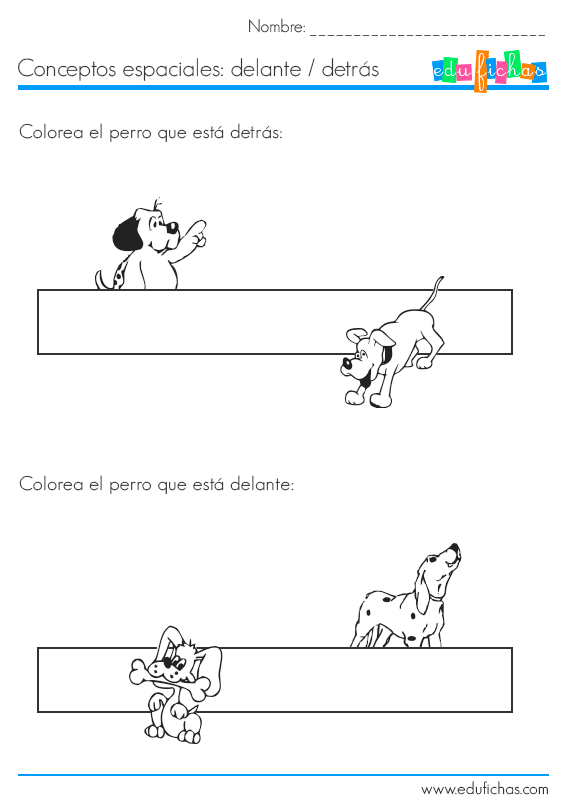 Nombre: ___________________________
Conceptos espaciales: delante / detrás
edufichas
Colorea el perro que está detrás:
Colorea el perro que está delante:
www.edufichas.com